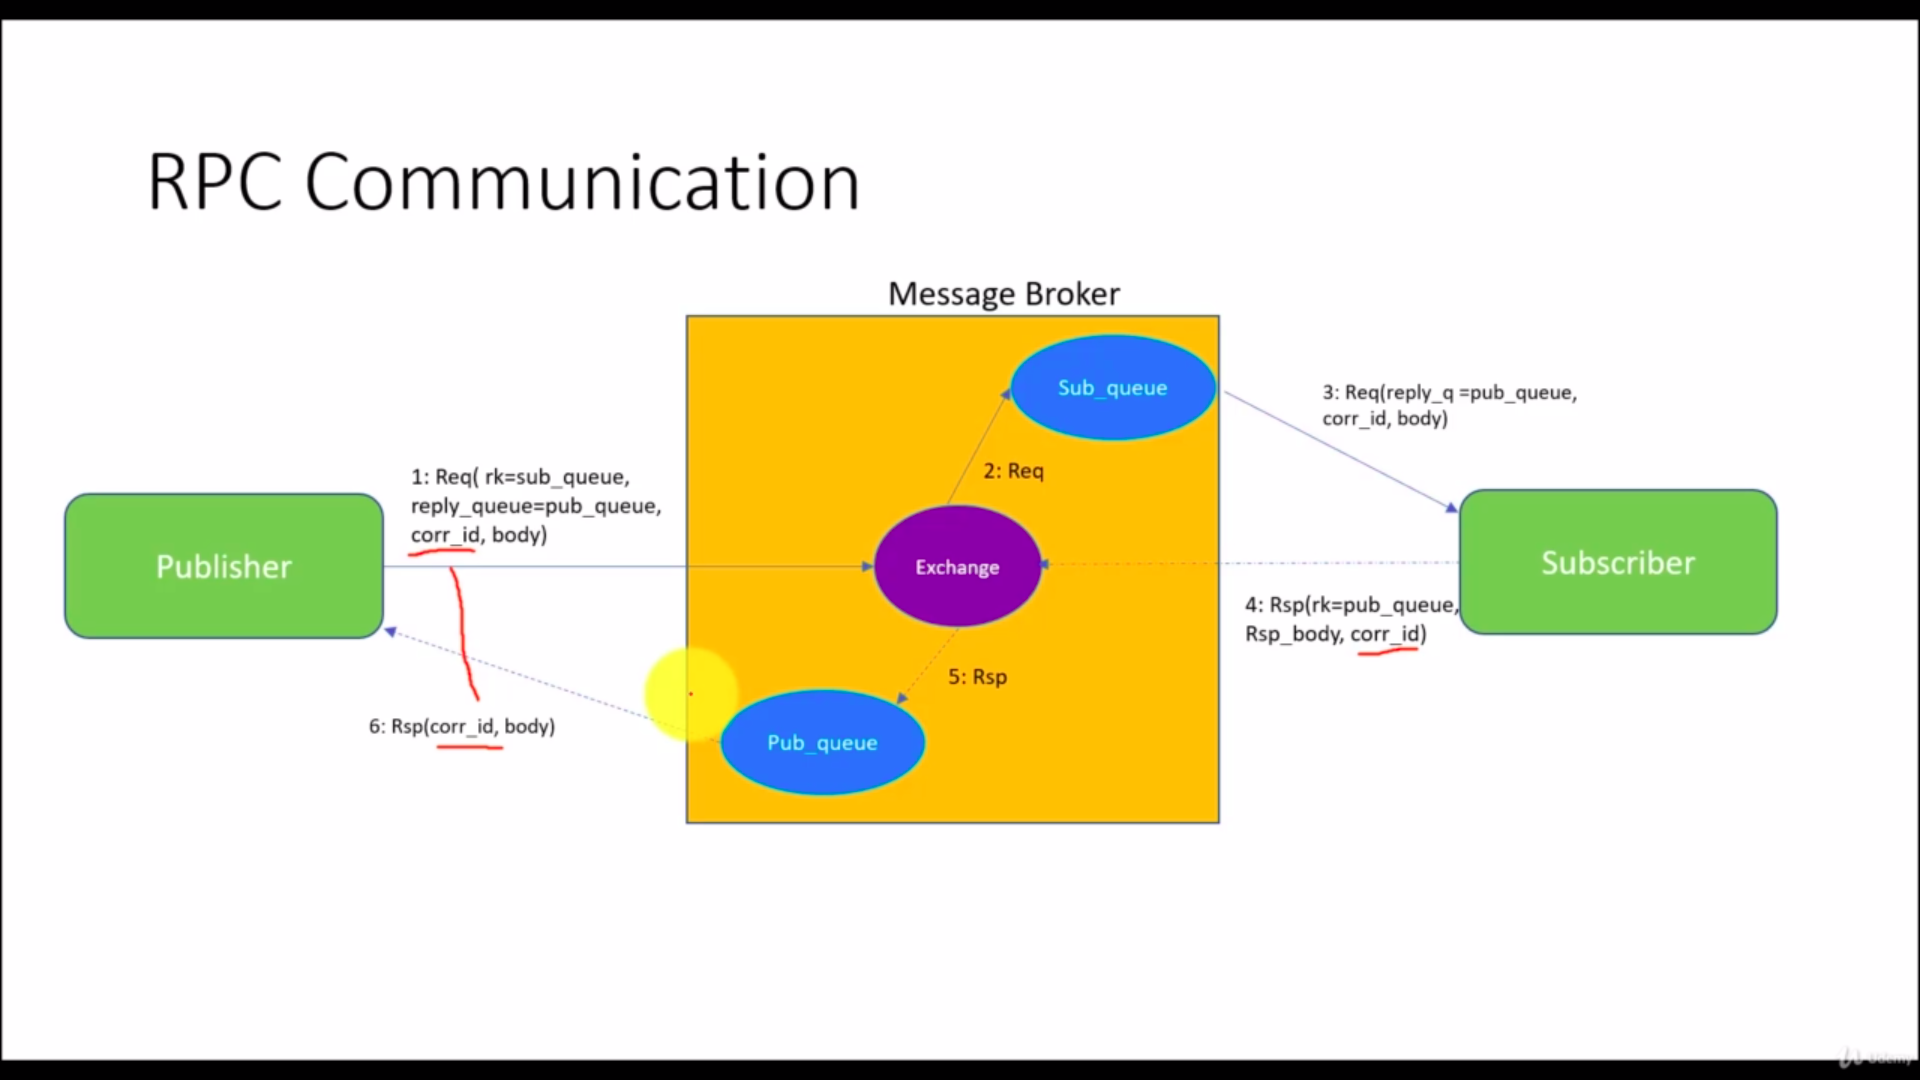 RPC Communication
Message Broker
Sub_queue
3: Req(reply_q =pub_queue,
corr_id, body)
2: Req
1: Req( rk=sub_queue,
reply_queue=pub_queue,
corr_id, body)
Publisher
Exchange
Subscriber
4: Rsp(rk=pub_queue,
Rsp_body, corr_id)
5: Rsp
6: Rsp(corr_id, body)
Pub_queue
Udemy